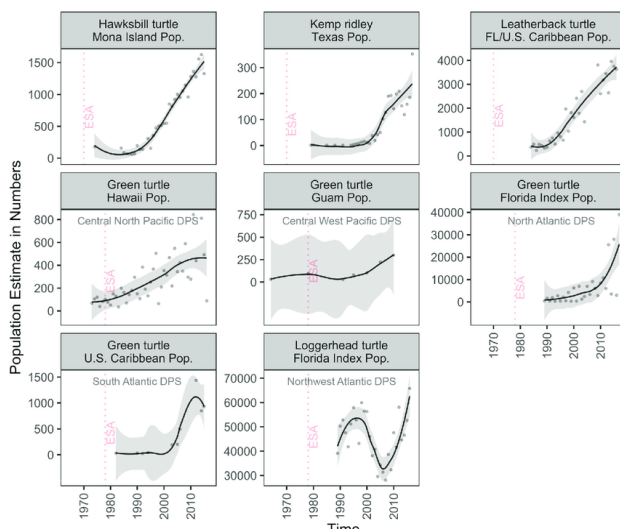 Hawksbill turtle
Mona Island Pop.
Kemp ridley
Texas Pop.
Leatherback turtle
FL/U.S. Caribbean Pop.
1500
1000
500
0
ESA
300
200
100
0
ESA
4000
3000
2000
1000
0
ESA
Population Estimate in Numbers
Green turtle
Hawaii Pop.
Green turtle
Guam Pop.
Green turtle
Florida Index Pop.
800
600
400
200
0
Central North Pacific DPS
ESA
750
500
250
0
Central West Pacific DPS
ESA
40000
30000
20000
10000
0
North Atlantic DPS
ESA
1970
1980
1990
2000
2010
Green turtle
U.S. Caribbean Pop.
Loggerhead turtle
Florida Index Pop.
1500
1000
500
0
South Atlantic DPS
ESA
70000
60000
50000
40000
30000
Northwest Atlantic DPS
ESA
1970
1980
1990
2000
2010
1970
1980
1990
2000
2010
Time